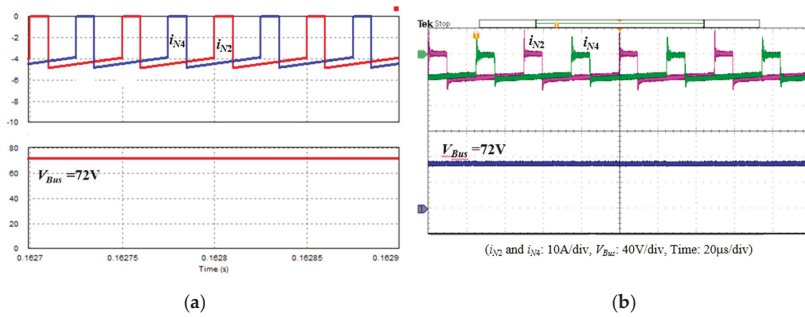 0
-2
-4
-6
-8
-10
iN4
iN2
80
60
40
20
0
VBus =72V
0.1627
0.16275
0.1628
0.16285
0.1629
Time (s)
(a)
Tek Stop
iN2
iN4
VBus =72V
(iN2 and iN4: 10A/div, VBus: 40V/div, Time: 20μs/div)
(b)